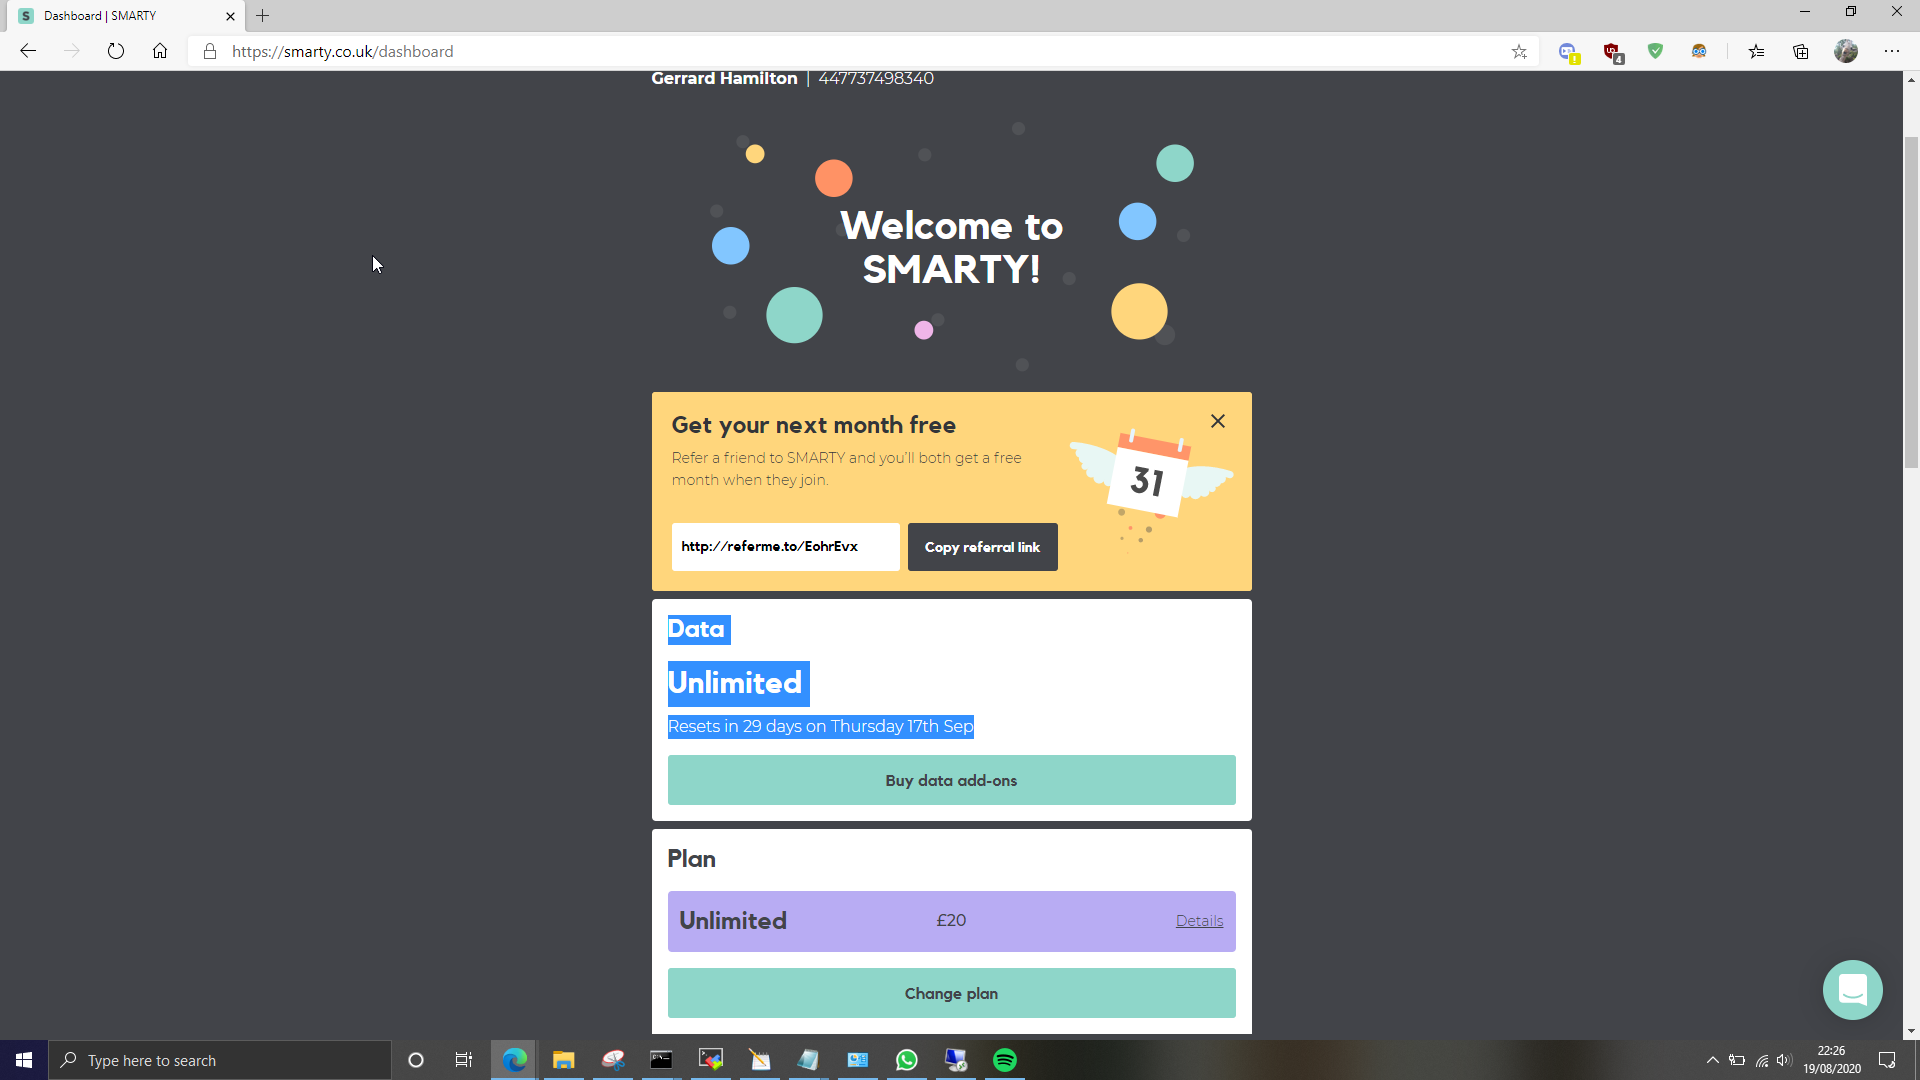 Dashboard | SMARTY
https://smarty.co.uk/dashboard
4
Gerrard Hamilton | 447737498340
Welcome to
SMARTY!
Get your next month free
Refer a friend to SMARTY and you'll both get a free
month when they join.
31
http://referme.to/EohrEvx
Copy referral link
Data
Unlimited
Resets in 29 days on Thursday 17th Sep
Buy data add-ons
Plan
Unlimited £20 Details
Change plan
Type here to search
22:26
19/08/2020